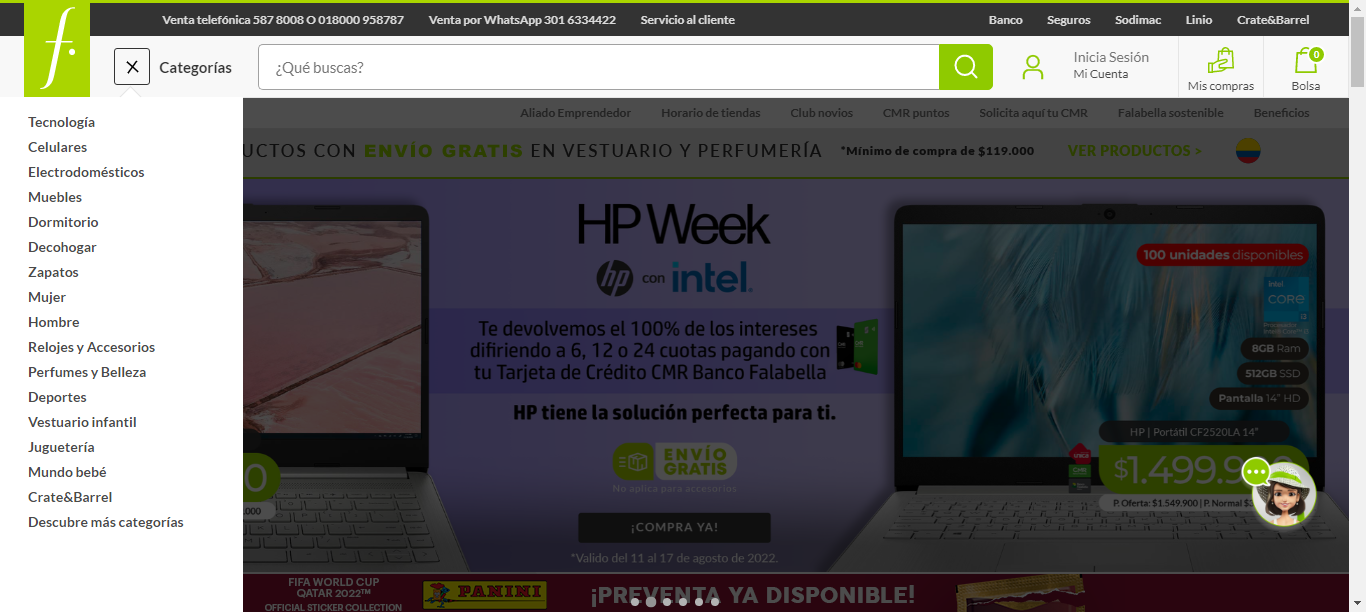 Venta telefónica 587 8008 O 018000 958787 Venta por WhatsApp 301 6334422 Servicio al cliente Banco Seguros Sodimac Linio Crate&Barrel
f.
Categorías ¿Qué buscas? Inicia Sesión
Mi Cuenta
Mis compras
0
Bolsa
Tecnología
Celulares
Electrodomésticos
Muebles
Dormitorio
Decohogar
Zapatos
Mujer
Hombre
Relojes y Accesorios
Perfumes y Belleza
Deportes
Vestuario infantil
Juguetería
Mundo bebé
Crate&Barrel
Descubre más categorías
Aliado Emprendedor Horario de tiendas Club novios CMR puntos Solicita aquí tu CMR Falabella sostenible Beneficios
UCTOS CON ENVÍO GRATIS EN VESTUARIO Y PERFUMERÍA *Mínimo de compra de $119.000 VER PRODUCTOS >
HP Week
hp con intel.
Te devolvemos el 100% de los intereses
difiriendo a 6, 12 o 24 cuotas pagando con
tu Tarjeta de Crédito CMR Banco Falabella
HP tiene la solución perfecta para ti.
ENVÍO
GRATIS
No aplica para accesorios
¡COMPRA YA!
*Valido del 11 al 17 de agosto de 2022.
100 unidades disponibles
intel
CORE
i3
8GB Ram
512GB SSD
Pantalla 14" HD
HP | Portátil CF2520LA 14"
$1.499.9
P. Oferta: $1.549.900 | P. Normal $
0
.000
FIFA WORLD CUP
QATAR 2022™
OFFICIAL STICKER COLLECTION
PANINI
¡PREVENTA YA DISPONIBLE!